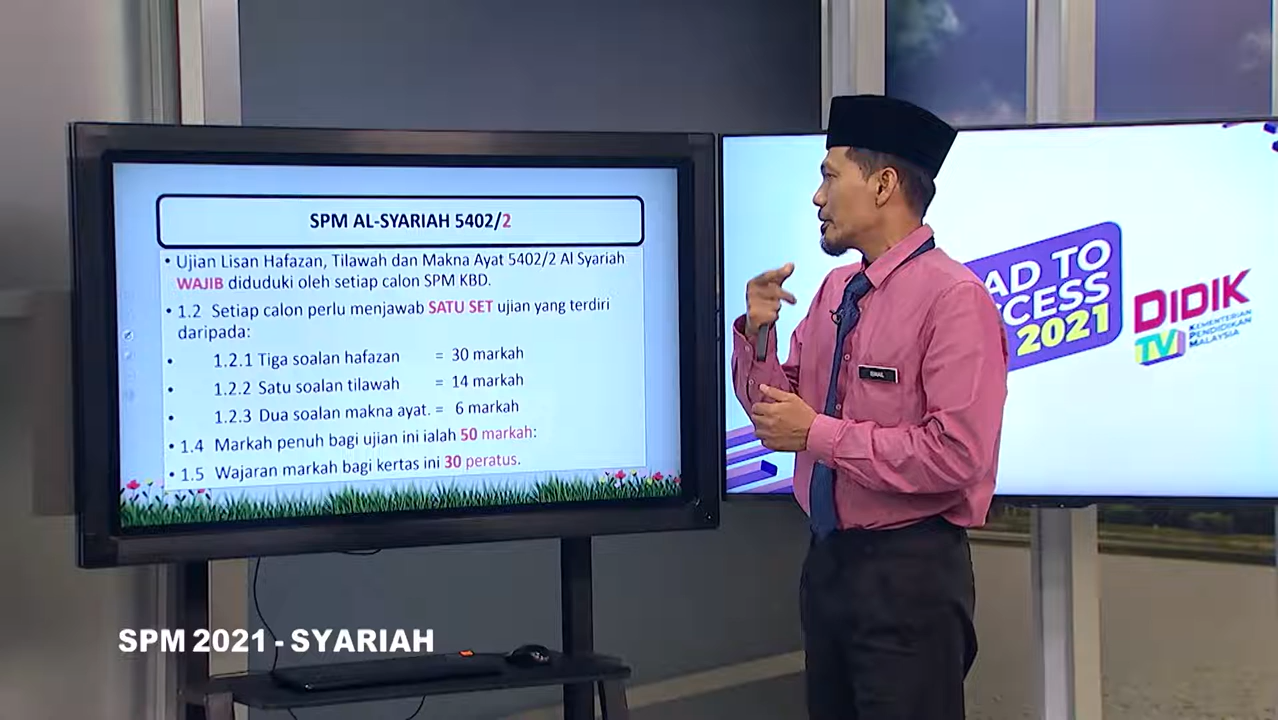 SPM AL-SYARIAH 5402/2
• Ujian Lisan Hafazan, Tilawah dan Makna Ayat 5402/2 Al Syariah
WAJIB diduduki oleh setiap calon SPM KBD.
• 1.2 Setiap calon perlu menjawab SATU SET ujian yang terdiri
daripada:
• 1.2.1 Tiga soalan hafazan = 30 markah
• 1.2.2 Satu soalan tilawah = 14 markah
• 1.2.3 Dua soalan makna ayat. = 6 markah
• 1.4 Markah penuh bagi ujian ini ialah 50 markah:
• 1.5 Wajaran markah bagi kertas ini 30 peratus.
AD TO
CESS
2021
DIDIK
TV
KEMENTERIAN
PENDIDIKAN
MALAYSIA
ISMAIL
SPM 2021 - SYARIAH